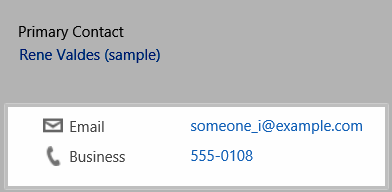 Primary Contact
Rene Valdes (sample)
Email someone_i@example.com
Business 555-0108